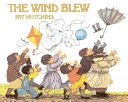 THE WIND BLEW
PAT HUTCHINS